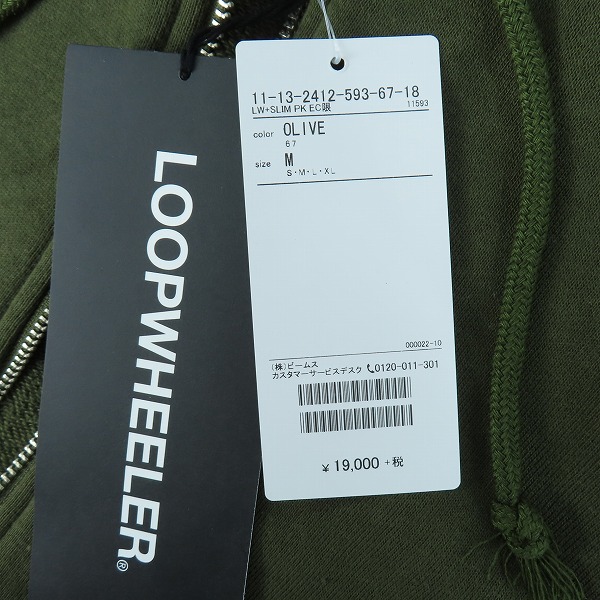 LOOPWHEELER®
11-13-2412-593-67-18
LW+SLIM PK EC限 11593
color OLIVE
67
size M
S・M・L・XL
000022-10
(株)ビームス
カスタマーサービスデスク 📞0120-011-301
¥ 19,000 +税